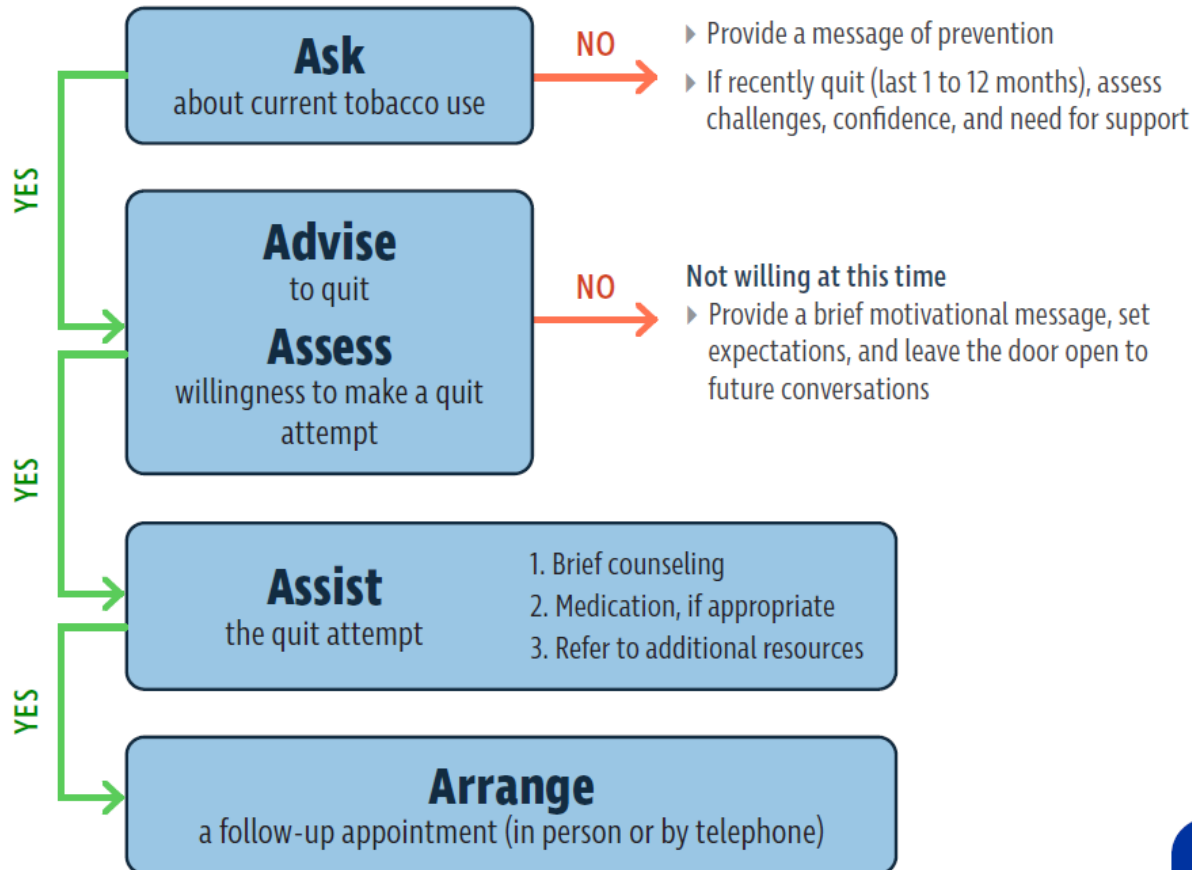 Ask
about current tobacco use
NO
▸ Provide a message of prevention
▸ If recently quit (last 1 to 12 months), assess
challenges, confidence, and need for support
YES
Advise
to quit
Assess
willingness to make a quit
attempt
NO
Not willing at this time
▸ Provide a brief motivational message, set
expectations, and leave the door open to
future conversations
YES
Assist
the quit attempt
1. Brief counseling
2. Medication, if appropriate
3. Refer to additional resources
YES
Arrange
a follow-up appointment (in person or by telephone)